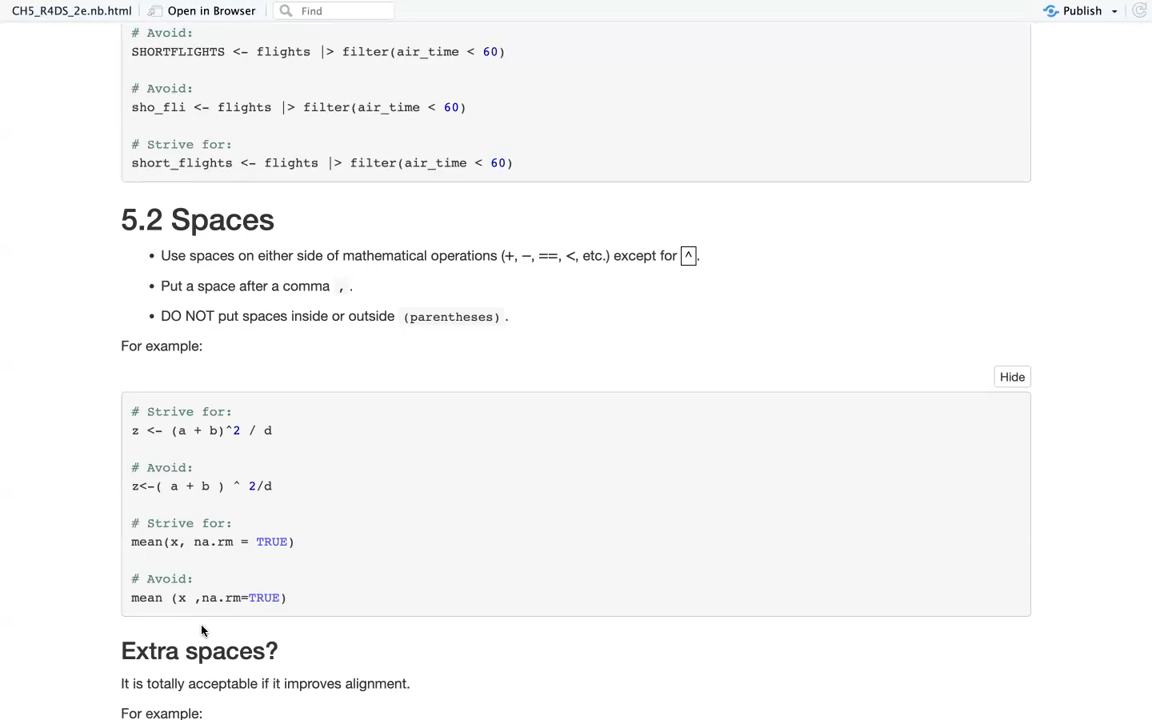 CH5_R4DS_2e.nb.html Open in Browser Find Publish
# Avoid:
SHORTFLIGHTS <- flights |> filter(air_time < 60)
# Avoid:
sho_fli <- flights |> filter(air_time < 60)
# Strive for:
short_flights <- flights |> filter(air_time < 60)
5.2 Spaces
• Use spaces on either side of mathematical operations (+, −, ==, <, etc.) except for ^.
• Put a space after a comma , .
• DO NOT put spaces inside or outside (parentheses) .
For example:
Hide
# Strive for:
z <- (a + b)^2 / d
# Avoid:
z<-( a + b ) ^ 2/d
# Strive for:
mean(x, na.rm = TRUE)
# Avoid:
mean (x ,na.rm=TRUE)
Extra spaces?
It is totally acceptable if it improves alignment.
For example: